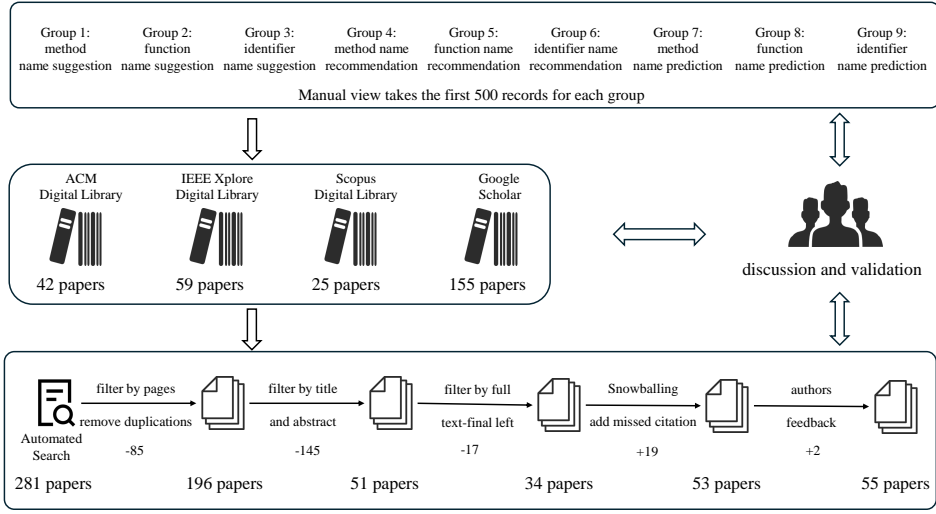 Group 1:
method
name suggestion
Group 2:
function
name suggestion
Group 3:
identifier
name suggestion
Group 4:
method name
recommendation
Group 5:
function name
recommendation
Group 6:
identifier name
recommendation
Group 7:
method
name prediction
Group 8:
function
name prediction
Group 9:
identifier
name prediction
Manual view takes the first 500 records for each group
ACM
Digital Library
42 papers
IEEE Xplore
Digital Library
59 papers
Scopus
Digital Library
25 papers
Google
Scholar
155 papers
discussion and validation
Automated
Search
281 papers
filter by pages
remove duplications
-85
196 papers
filter by title
and abstract
-145
51 papers
filter by full
text-final left
-17
34 papers
Snowballing
add missed citation
+19
53 papers
authors
feedback
+2
55 papers